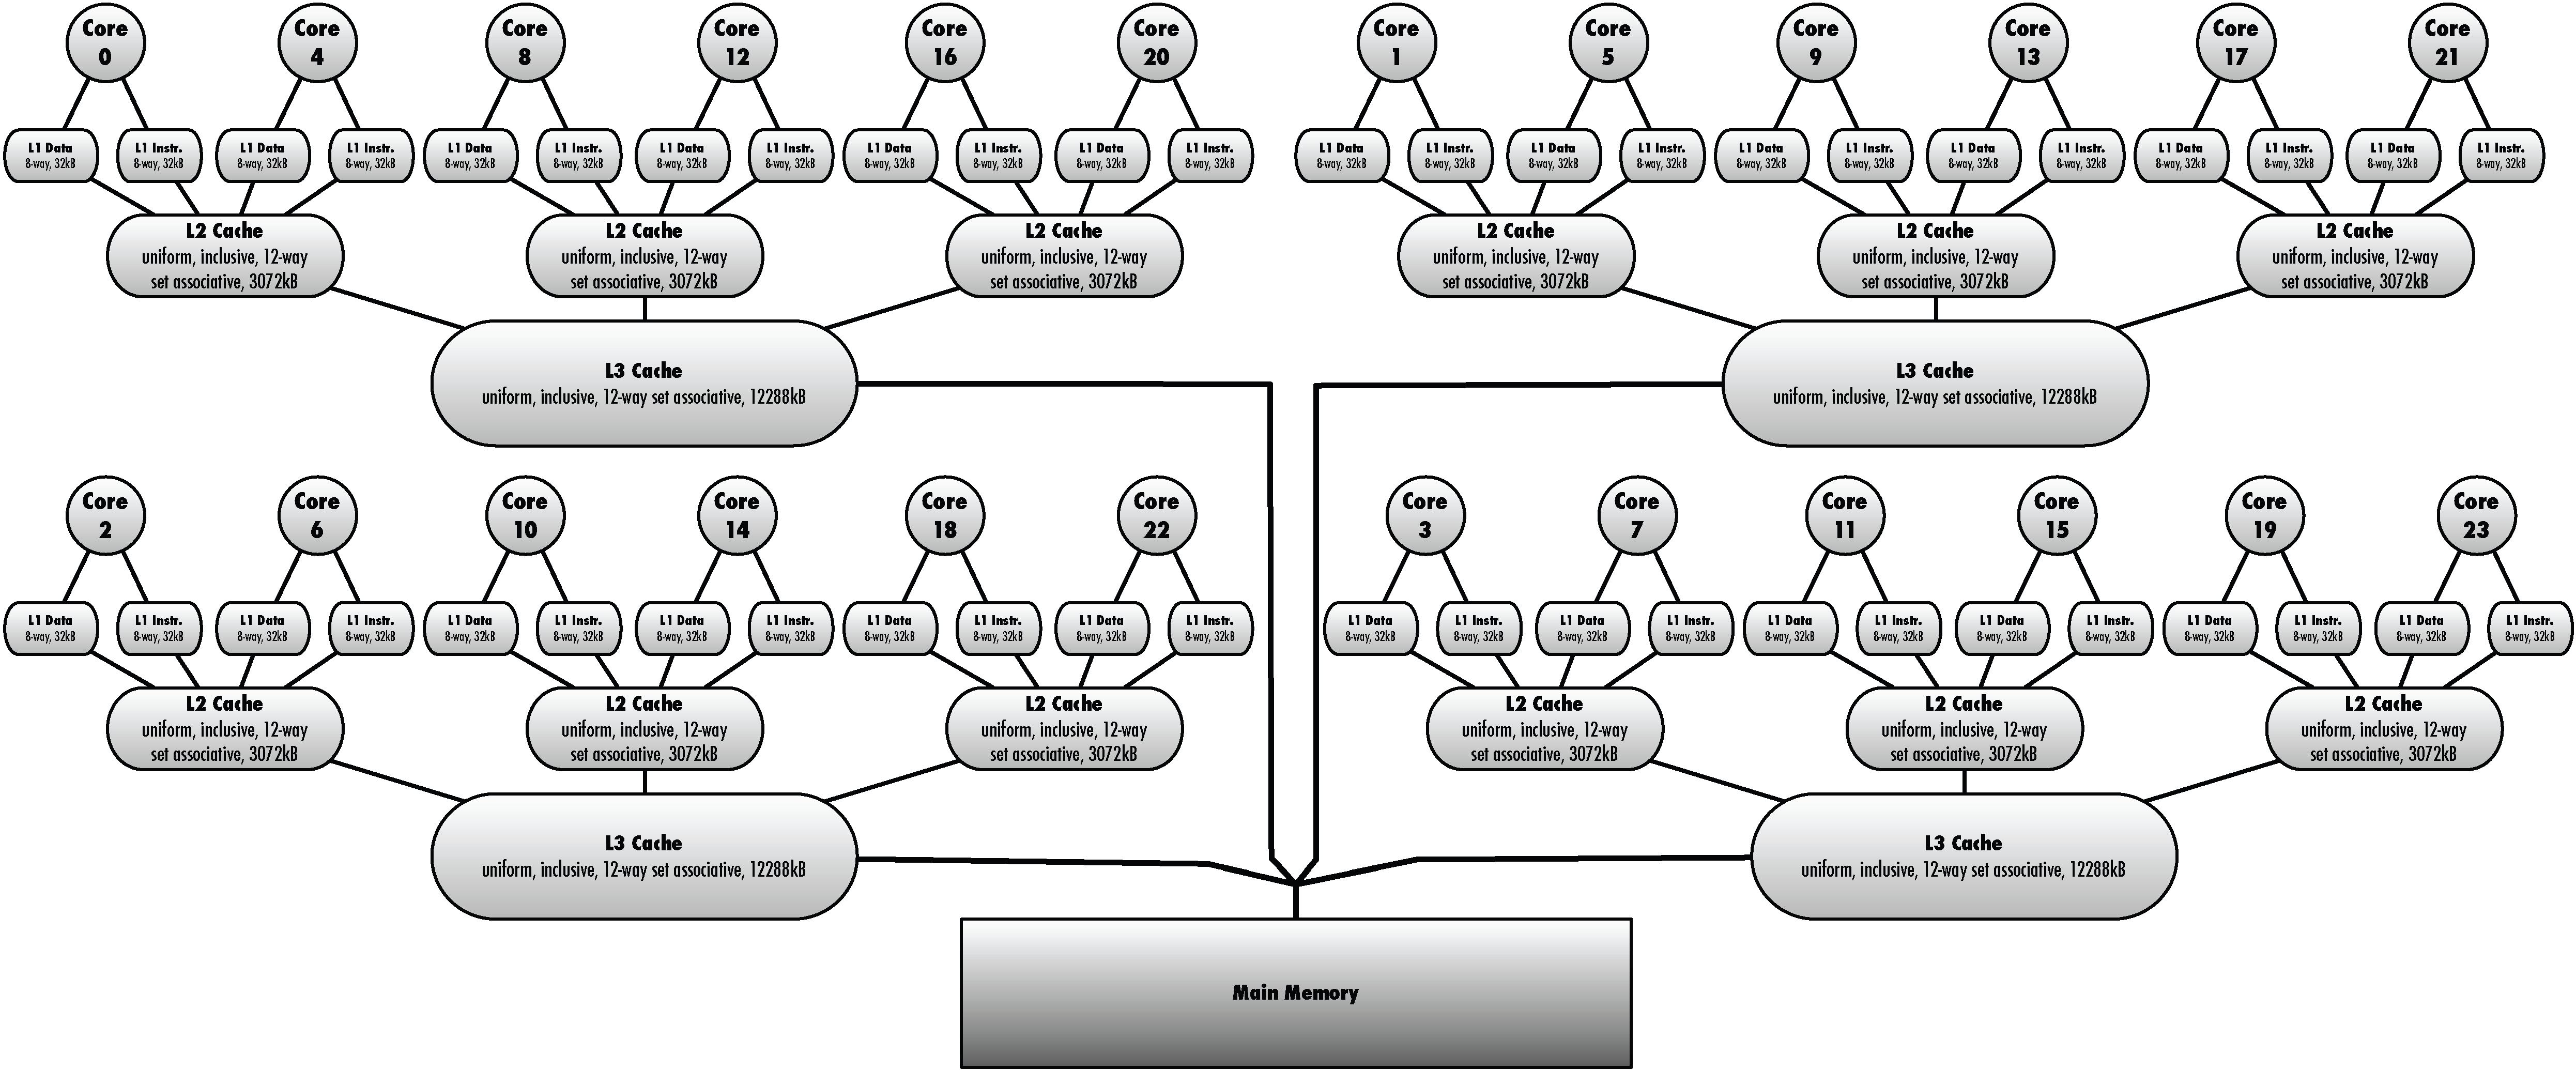 Core
0
Core
4
Core
8
Core
12
Core
16
Core
20
L1 Data
8-way, 32kB
L1 Instr.
8-way, 32kB
L1 Data
8-way, 32kB
L1 Instr.
8-way, 32kB
L1 Data
8-way, 32kB
L1 Instr.
8-way, 32kB
L1 Data
8-way, 32kB
L1 Instr.
8-way, 32kB
L1 Data
8-way, 32kB
L1 Instr.
8-way, 32kB
L1 Data
8-way, 32kB
L1 Instr.
8-way, 32kB
L2 Cache
uniform, inclusive, 12-way
set associative, 3072kB
L2 Cache
uniform, inclusive, 12-way
set associative, 3072kB
L2 Cache
uniform, inclusive, 12-way
set associative, 3072kB
L3 Cache
uniform, inclusive, 12-way set associative, 12288kB
Core
1
Core
5
Core
9
Core
13
Core
17
Core
21
L1 Data
8-way, 32kB
L1 Instr.
8-way, 32kB
L1 Data
8-way, 32kB
L1 Instr.
8-way, 32kB
L1 Data
8-way, 32kB
L1 Instr.
8-way, 32kB
L1 Data
8-way, 32kB
L1 Instr.
8-way, 32kB
L1 Data
8-way, 32kB
L1 Instr.
8-way, 32kB
L1 Data
8-way, 32kB
L1 Instr.
8-way, 32kB
L2 Cache
uniform, inclusive, 12-way
set associative, 3072kB
L2 Cache
uniform, inclusive, 12-way
set associative, 3072kB
L2 Cache
uniform, inclusive, 12-way
set associative, 3072kB
L3 Cache
uniform, inclusive, 12-way set associative, 12288kB
Core
2
Core
6
Core
10
Core
14
Core
18
Core
22
L1 Data
8-way, 32kB
L1 Instr.
8-way, 32kB
L1 Data
8-way, 32kB
L1 Instr.
8-way, 32kB
L1 Data
8-way, 32kB
L1 Instr.
8-way, 32kB
L1 Data
8-way, 32kB
L1 Instr.
8-way, 32kB
L1 Data
8-way, 32kB
L1 Instr.
8-way, 32kB
L1 Data
8-way, 32kB
L1 Instr.
8-way, 32kB
L2 Cache
uniform, inclusive, 12-way
set associative, 3072kB
L2 Cache
uniform, inclusive, 12-way
set associative, 3072kB
L2 Cache
uniform, inclusive, 12-way
set associative, 3072kB
L3 Cache
uniform, inclusive, 12-way set associative, 12288kB
Core
3
Core
7
Core
11
Core
15
Core
19
Core
23
L1 Data
8-way, 32kB
L1 Instr.
8-way, 32kB
L1 Data
8-way, 32kB
L1 Instr.
8-way, 32kB
L1 Data
8-way, 32kB
L1 Instr.
8-way, 32kB
L1 Data
8-way, 32kB
L1 Instr.
8-way, 32kB
L1 Data
8-way, 32kB
L1 Instr.
8-way, 32kB
L1 Data
8-way, 32kB
L1 Instr.
8-way, 32kB
L2 Cache
uniform, inclusive, 12-way
set associative, 3072kB
L2 Cache
uniform, inclusive, 12-way
set associative, 3072kB
L2 Cache
uniform, inclusive, 12-way
set associative, 3072kB
L3 Cache
uniform, inclusive, 12-way set associative, 12288kB
Main Memory